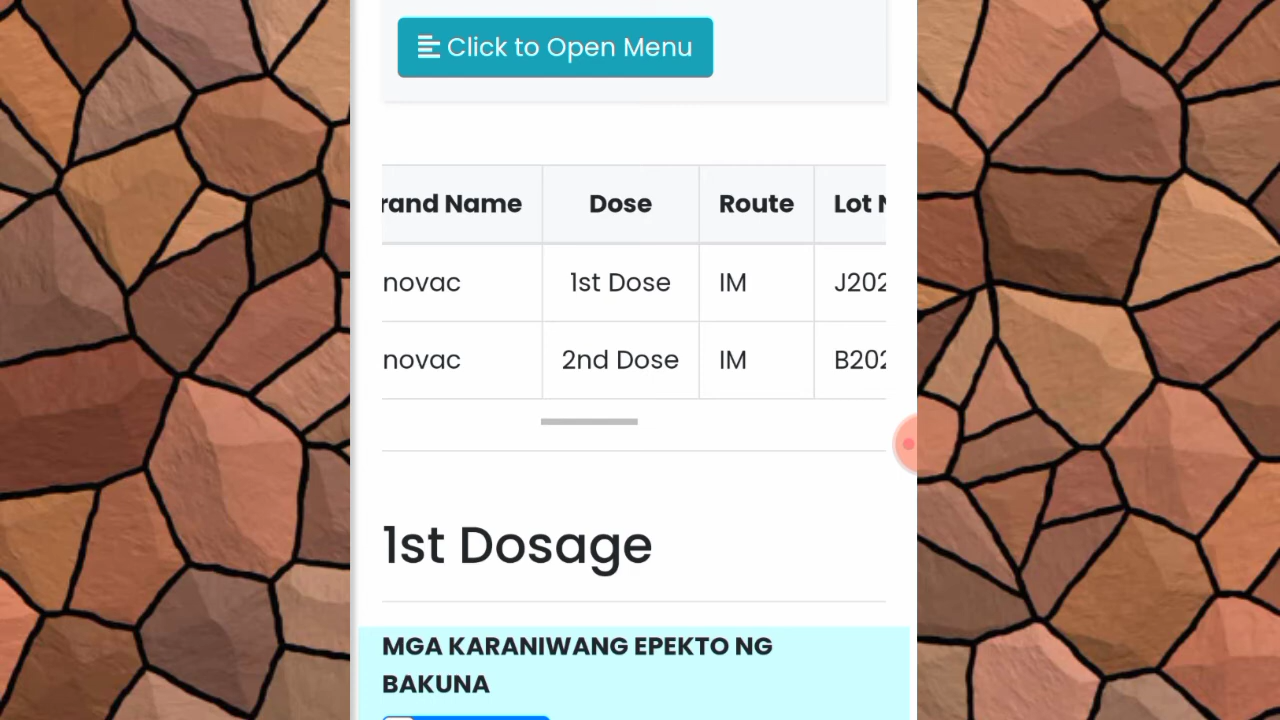 Click to Open Menu
rand Name Dose Route Lot
novac 1st Dose IM J202
novac 2nd Dose IM B202
1st Dosage
MGA KARANIWANG EPEKTO NG
BAKUNA